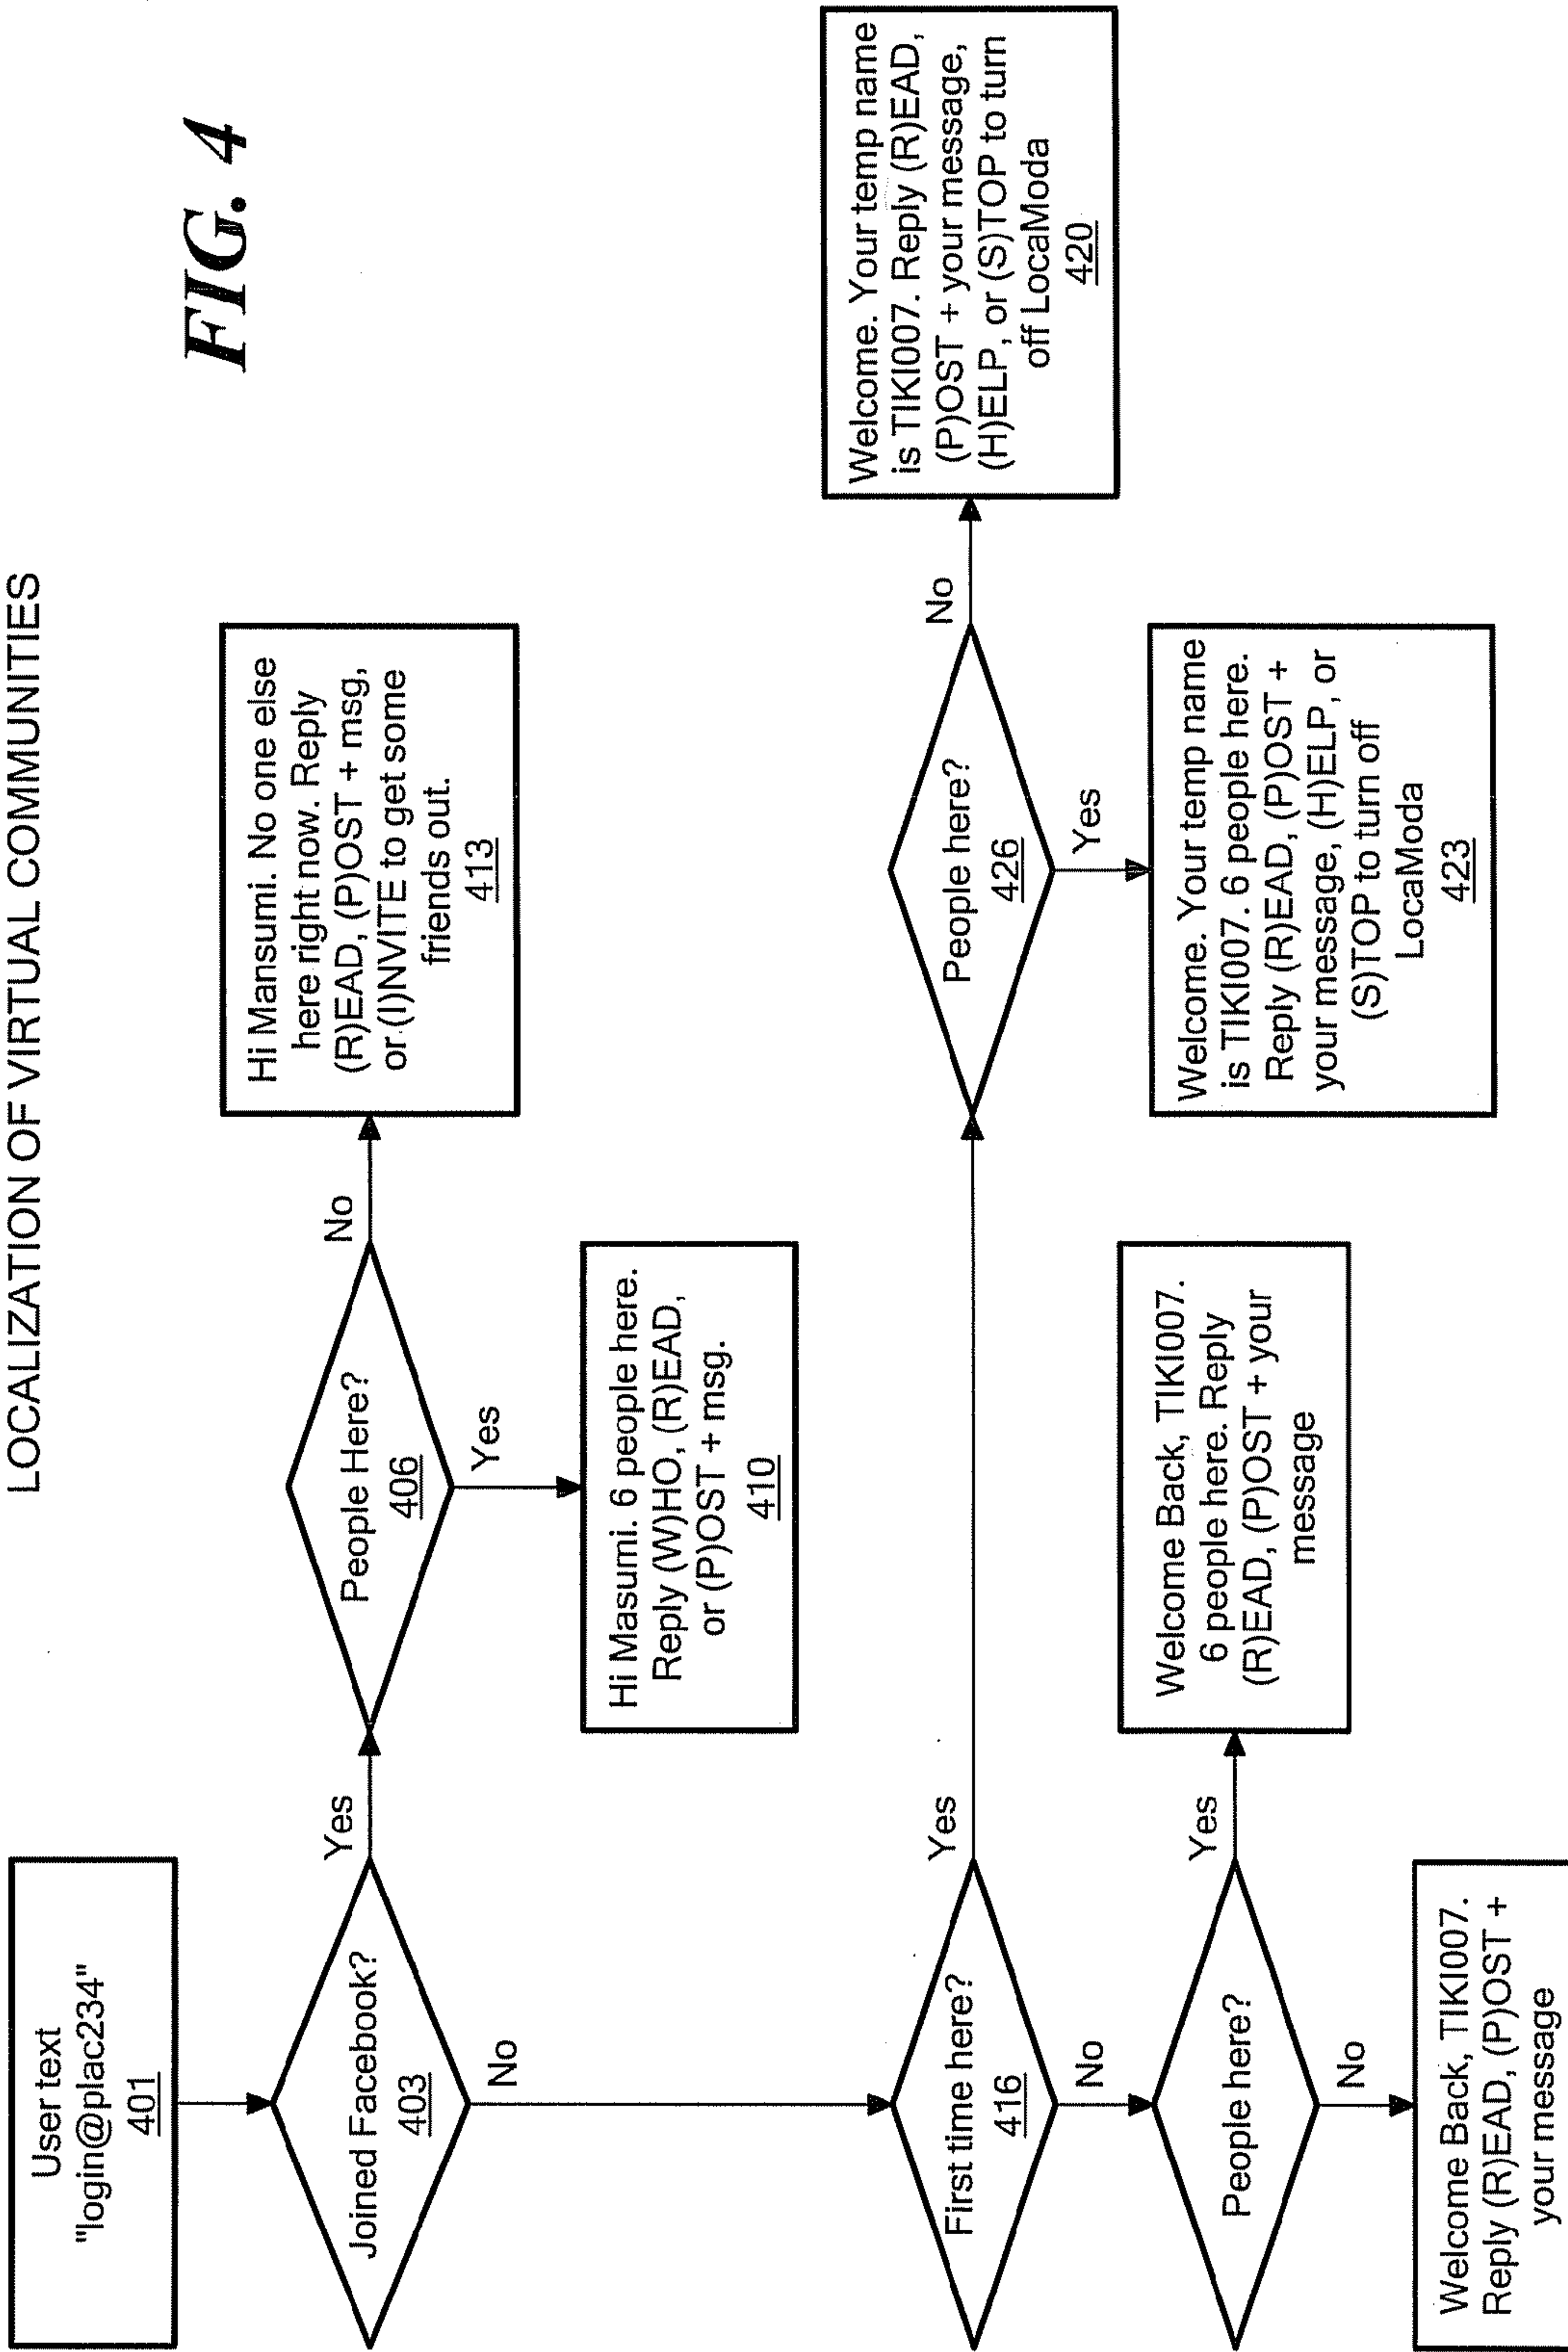 LOCALIZATION OF VIRTUAL COMMUNITIES
FIG. 4
User text
"login@plac234"
401
Joined Facebook?
403
Yes
No
People Here?
406
No
Yes
Hi Mansumi. No one else
here right now. Reply
(R)EAD, (P)OST + msg,
or (I)NVITE to get some
friends out.
413
Hi Masumi. 6 people here.
Reply (W)HO, (R)EAD,
or (P)OST + msg.
410
First time here?
416
Yes
No
People here?
426
No
Yes
Welcome. Your temp name
is TIKI007. Reply (R)EAD,
(P)OST + your message,
(H)ELP, or (S)TOP to turn
off LocaModa
420
Welcome. Your temp name
is TIKI007. 6 people here.
Reply (R)EAD, (P)OST +
your message, (H)ELP, or
(S)TOP to turn off
LocaModa
423
People here?
Yes
No
Welcome Back, TIKI007.
6 people here. Reply
(R)EAD, (P)OST + your
message
Welcome Back, TIKI007.
Reply (R)EAD, (P)OST +
your message